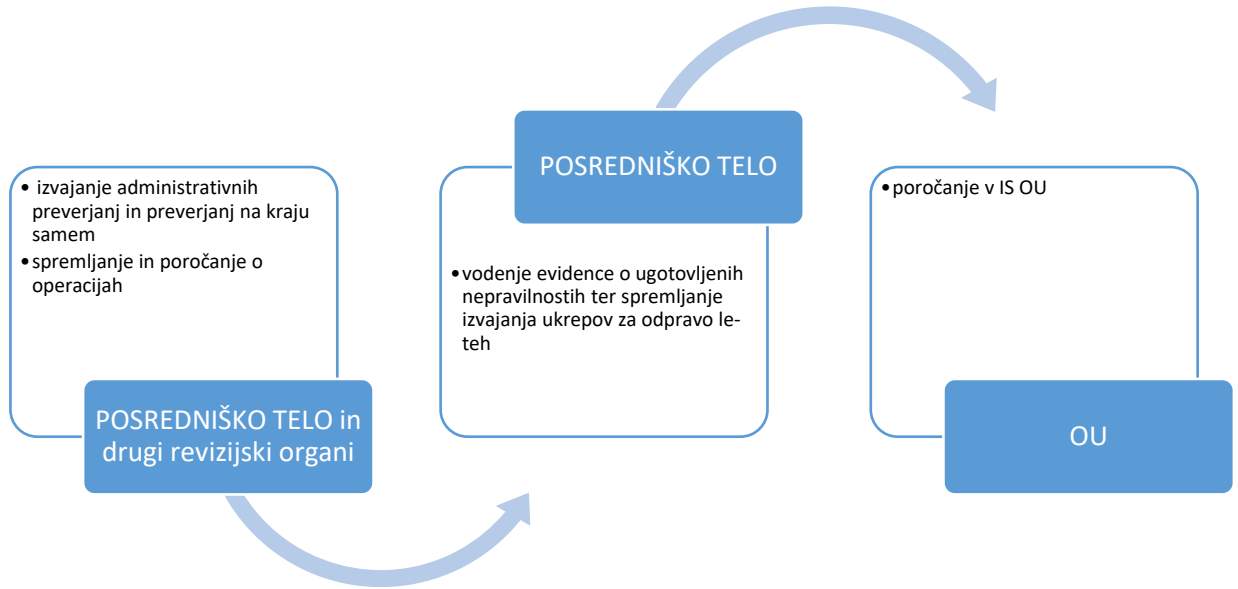 • izvajanje administrativnih
preverjanj in preverjanj na kraju
samem
•spremljanje in poročanje o
operacijah
POSREDNIŠKO TELO in
drugi revizijski organi
POSREDNIŠKO TELO
•vodenje evidence o ugotovljenih
nepravilnostih ter spremljanje
izvajanja ukrepov za odpravo le-
teh
•poročanje v IS OU
OU